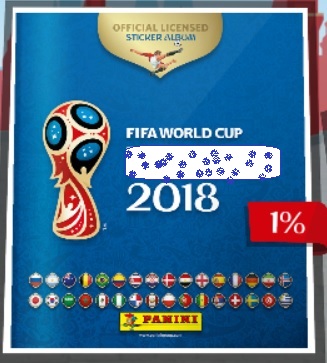 OFFICIAL LICENSED
STICKER ALBUM
FIFA WORLD CUP
2018
1%
PANINI